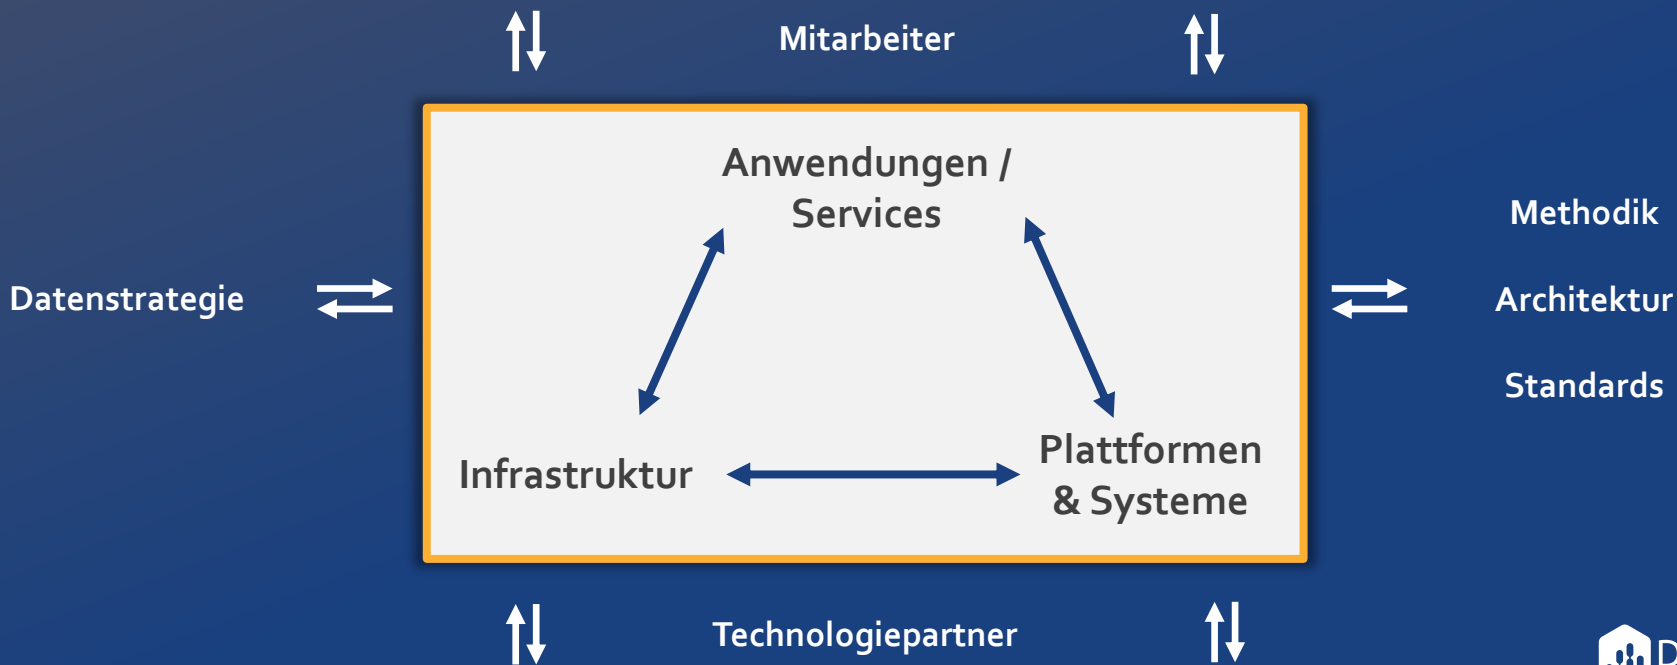 Mitarbeiter
Anwendungen /
Services
Datenstrategie
Methodik
Architektur
Standards
Infrastruktur
Plattformen
& Systeme
Technologiepartner